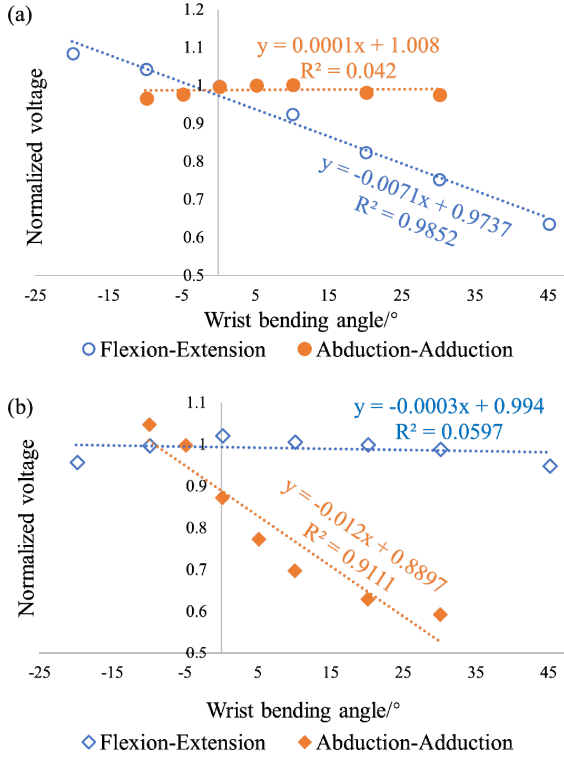 (a)
1.2
1.1
1
0.9
0.8
0.7
0.6
0.5
Normalized voltage
y = 0.0001x + 1.008
R² = 0.042
y = -0.0071x + 0.9737
R² = 0.9852
-25 -15 -5 5 15 25 35 45
Wrist bending angle/°
Flexion-Extension Abduction-Adduction
(b)
1.1
1
0.9
0.8
0.7
0.6
0.5
Normalized voltage
y = -0.0003x + 0.994
R² = 0.0597
y = -0.012x + 0.8897
R² = 0.9111
-25 -15 -5 5 15 25 35 45
Wrist bending angle/°
Flexion-Extension Abduction-Adduction